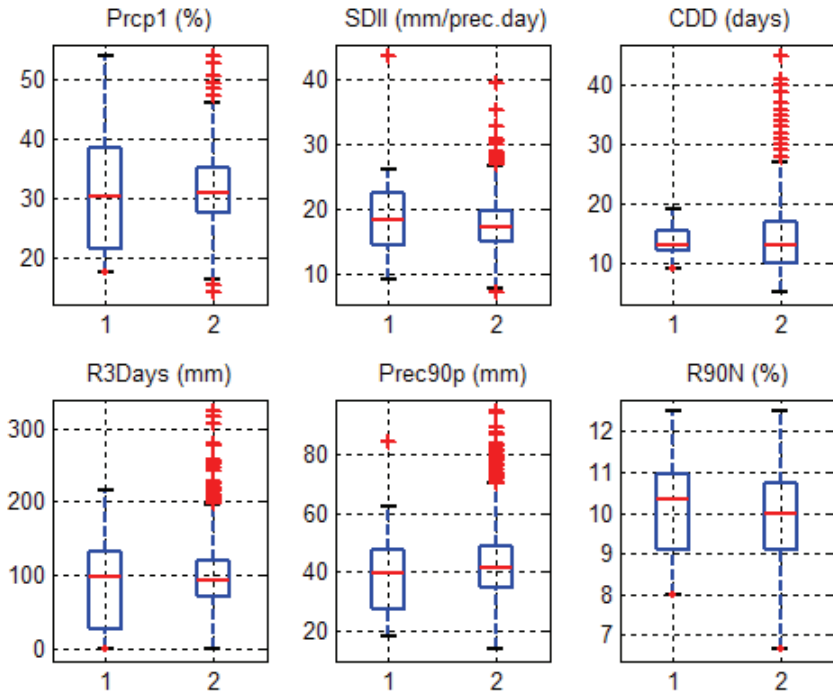 Prcp1 (%) SDII (mm/prec.day) CDD (days)
50 40 40
40 30 30
30 20 20
20 10 10
1 2 1 2 1 2
R3Days (mm) Prec90p (mm) R90N (%)
300 80 12
200 60 11
100 40 10
0 20 9
8
7
1 2 1 2 1 2